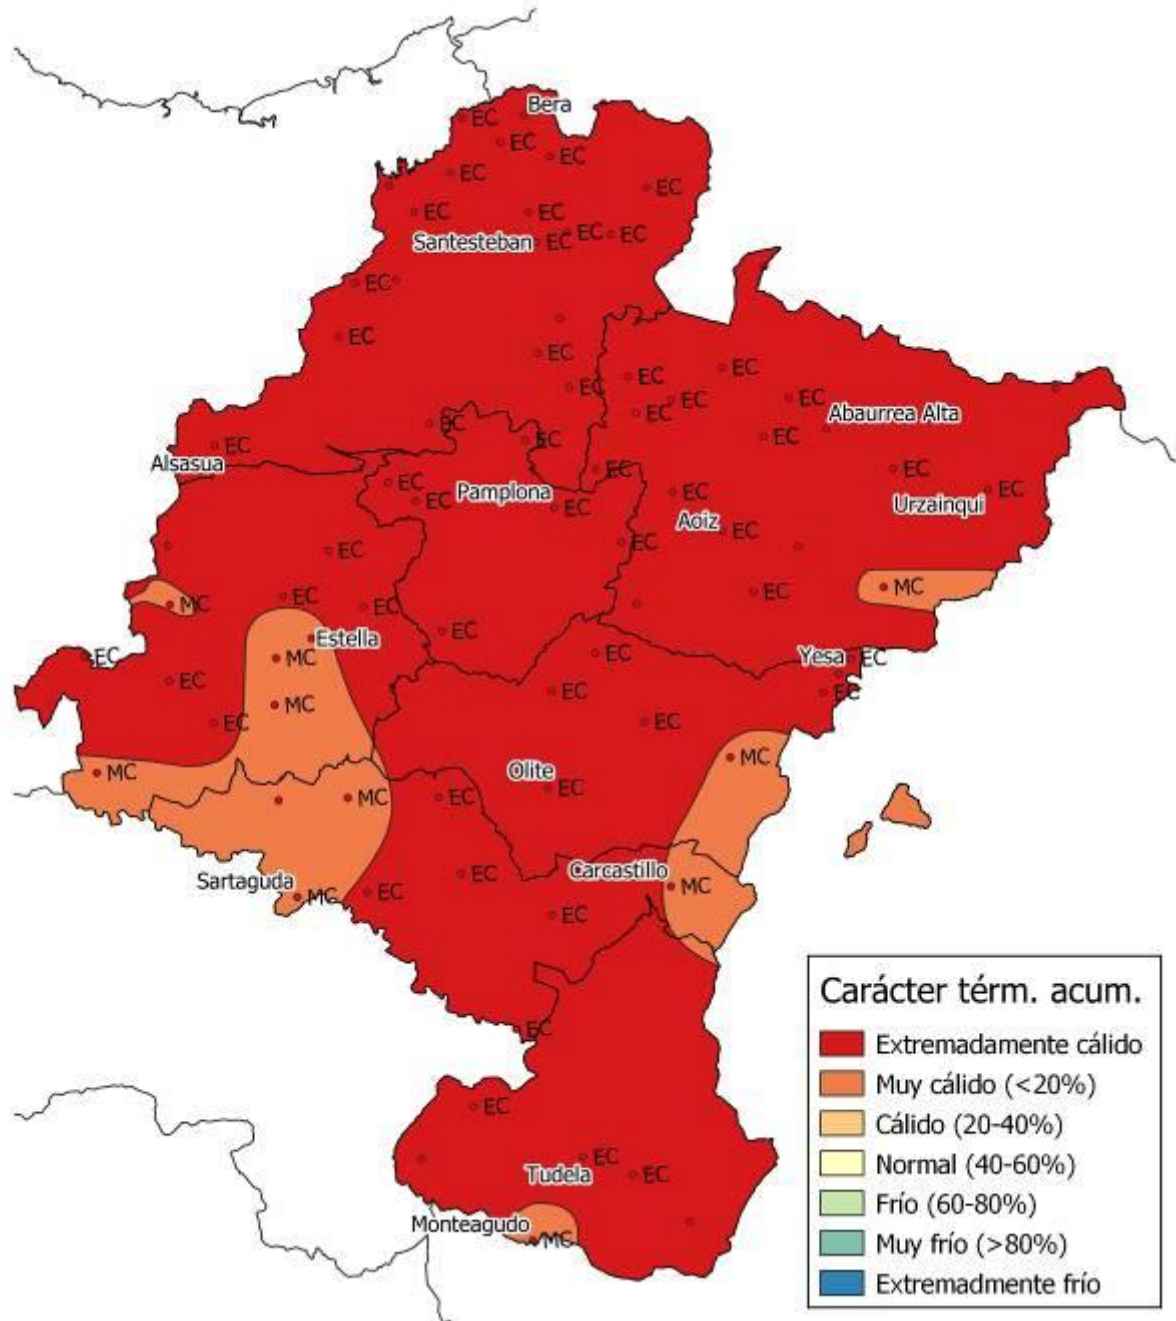 Bera
EC
EC
EC
EC
EC
EC
EC
EC
EC
Santesteban
EC
EC
EC
EC
EC
EC
EC
EC
EC
EC
EC
Abaurrea Alta
EC
EC
EC
EC
Alsasua
EC
EC
EC
Pamplona
EC
EC
EC
Urzainqui
EC
EC
Aoiz
EC
EC
EC
MC
EC
EC
MC
EC
Estella
EC
EC
MC
Yesa
EC
EC
EC
EC
MC
EC
EC
MC
MC
Olite
EC
MC
EC
Sartaguda
MC
EC
EC
Carcastillo
MC
EC
EC
EC
EC
Tudela
EC
Monteagudo
MC
Carácter térm. acum.
Extremadamente cálido
Muy cálido (<20%)
Cálido (20-40%)
Normal (40-60%)
Frío (60-80%)
Muy frío (>80%)
Extremadmente frío